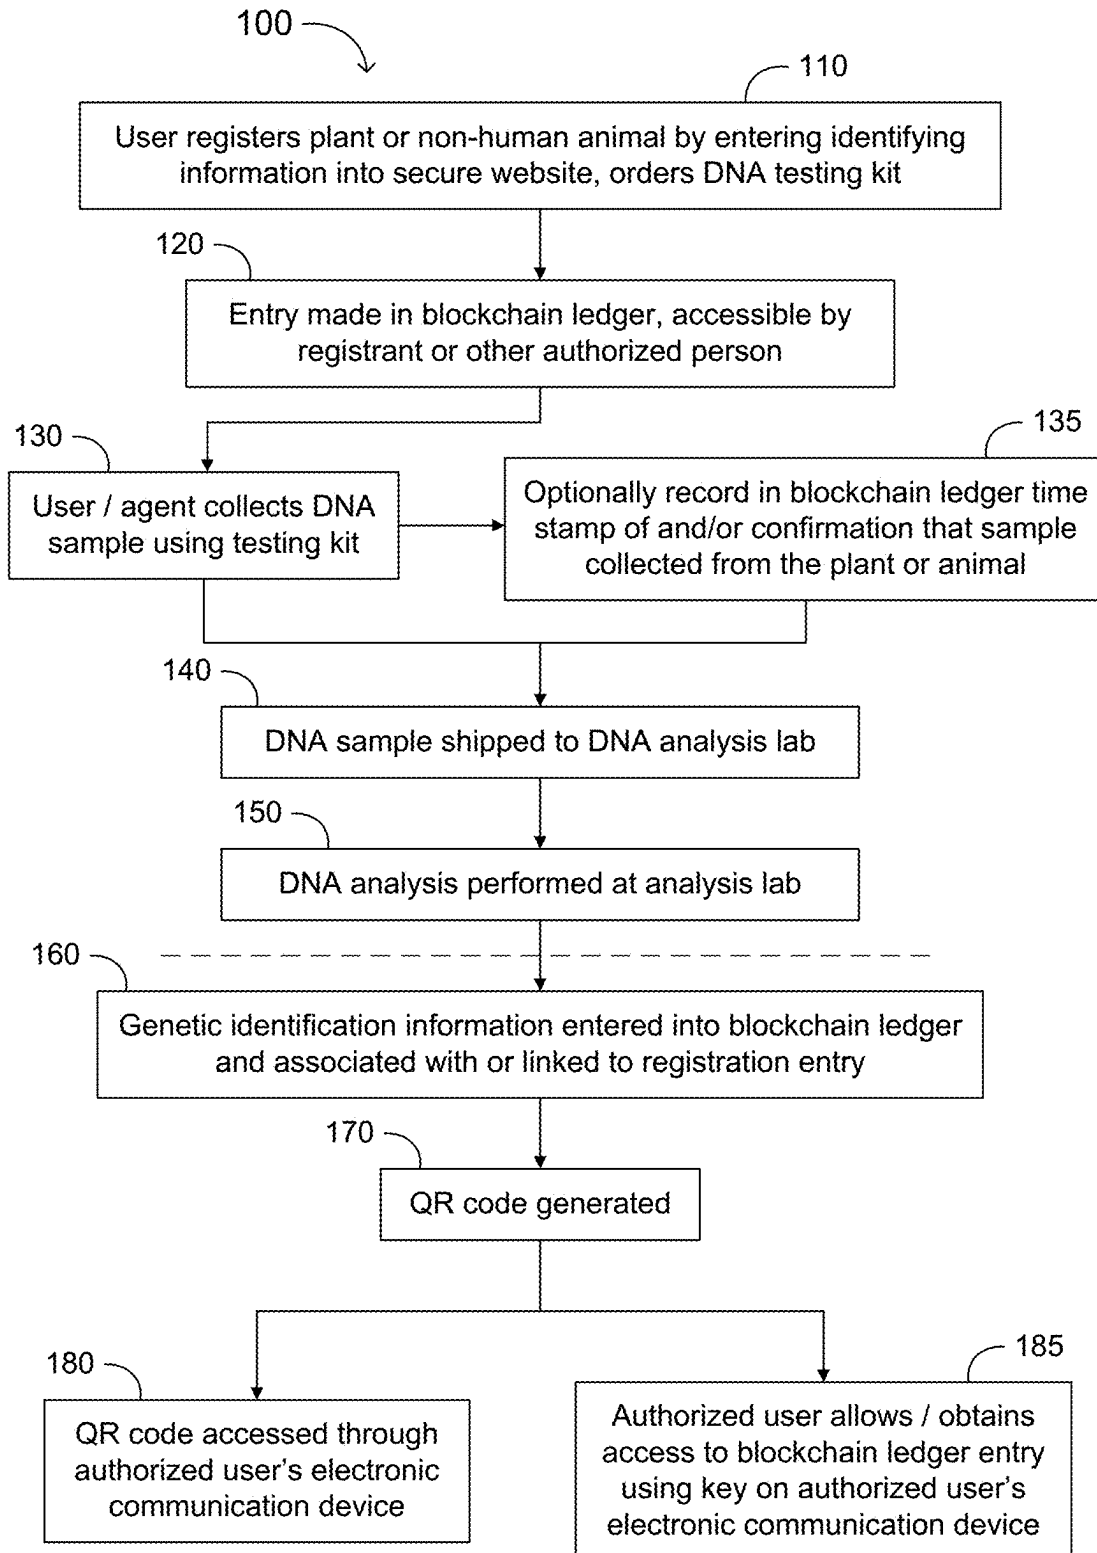 100
110
User registers plant or non-human animal by entering identifying
information into secure website, orders DNA testing kit
120
Entry made in blockchain ledger, accessible by
registrant or other authorized person
130
User / agent collects DNA
sample using testing kit
135
Optionally record in blockchain ledger time
stamp of and/or confirmation that sample
collected from the plant or animal
140
DNA sample shipped to DNA analysis lab
150
DNA analysis performed at analysis lab
160
Genetic identification information entered into blockchain ledger
and associated with or linked to registration entry
170
QR code generated
180
QR code accessed through
authorized user's electronic
communication device
185
Authorized user allows / obtains
access to blockchain ledger entry
using key on authorized user's
electronic communication device